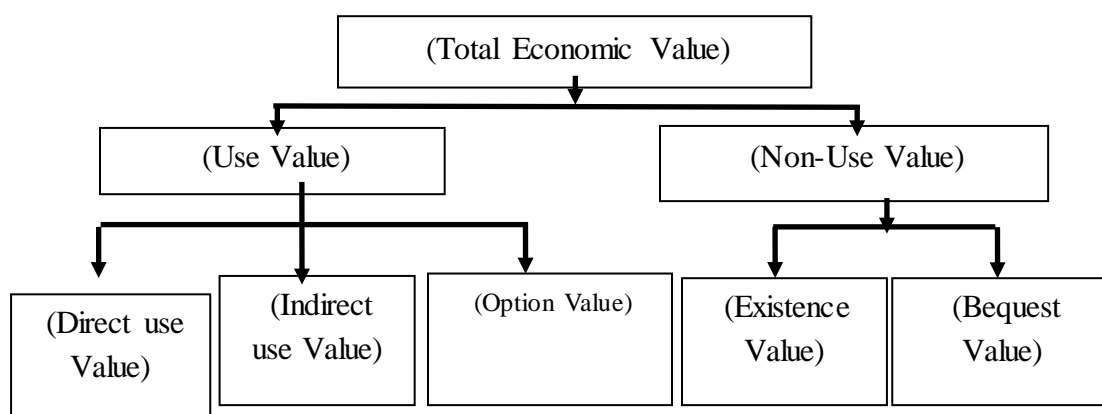 (Total Economic Value)
(Use Value)
(Non-Use Value)
(Direct use
Value)
(Indirect
use Value)
(Option Value)
(Existence
Value)
(Bequest
Value)